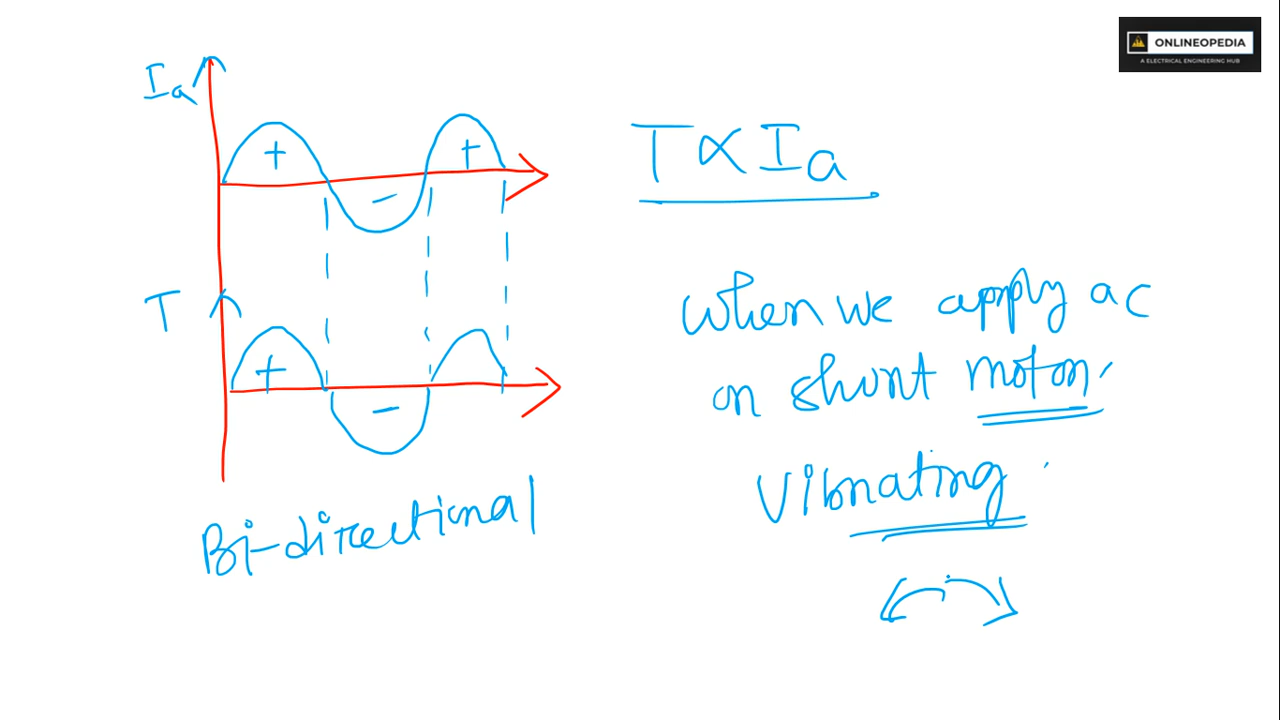 ONLINEOPEDIA
A ELECTRICAL ENGINEERING HUB
Ia
+
+
-
T ∝ Ia
T
+
-
when we apply ac
on shunt motor.
Vibrating
Bi-directional